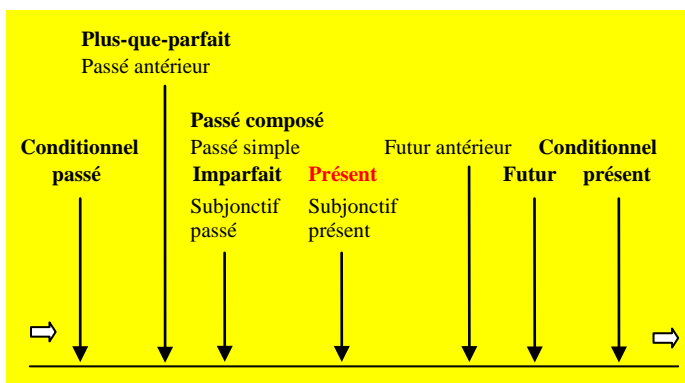 Plus-que-parfait
Passé antérieur
Passé composé
Conditionnel Passé simple Futur antérieur Conditionnel
passé Imparfait Présent Futur présent
Subjonctif Subjonctif
passé présent